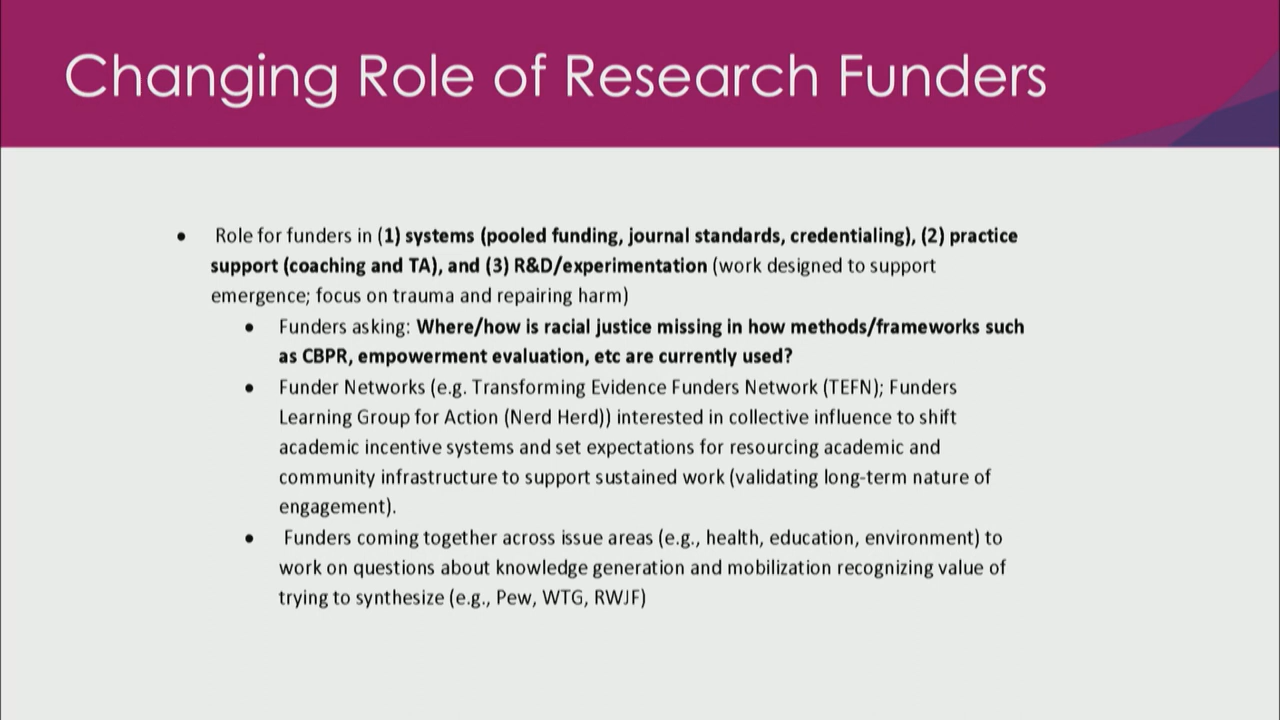 Changing Role of Research Funders
• Role for funders in (1) systems (pooled funding, journal standards, credentialing), (2) practice
support (coaching and TA), and (3) R&D/experimentation (work designed to support
emergence; focus on trauma and repairing harm)
• Funders asking: Where/how is racial justice missing in how methods/frameworks such
as CBPR, empowerment evaluation, etc are currently used?
• Funder Networks (e.g. Transforming Evidence Funders Network (TEFN); Funders
Learning Group for Action (Nerd Herd)) interested in collective influence to shift
academic incentive systems and set expectations for resourcing academic and
community infrastructure to support sustained work (validating long-term nature of
engagement).
• Funders coming together across issue areas (e.g., health, education, environment) to
work on questions about knowledge generation and mobilization recognizing value of
trying to synthesize (e.g., Pew, WTG, RWJF)